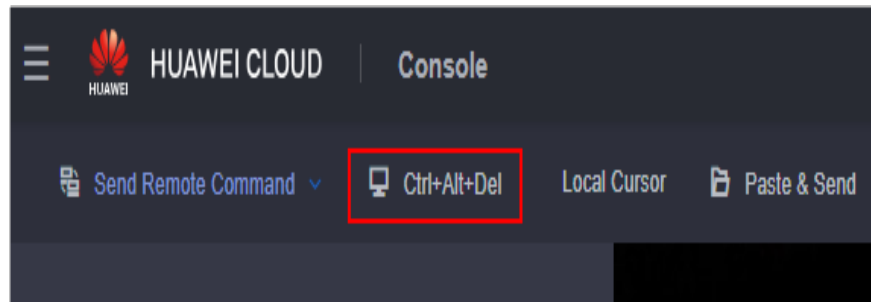 HUAWEI HUAWEI CLOUD Console
Send Remote Command Ctrl+Alt+Del Local Cursor Paste & Send